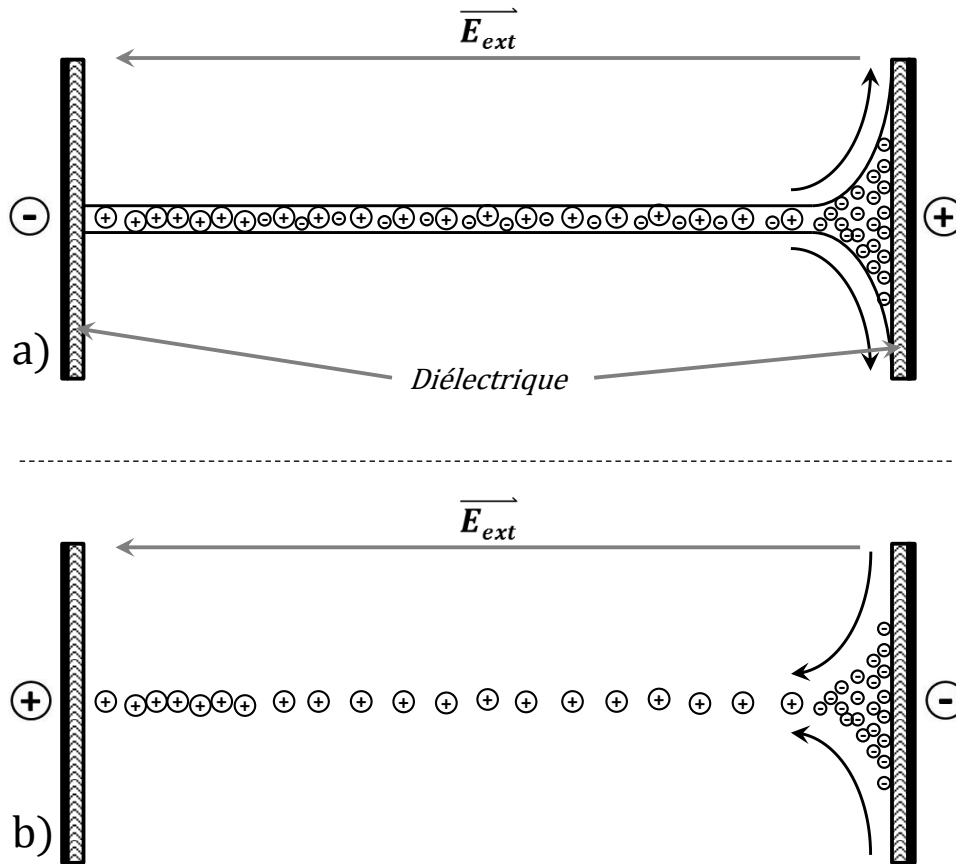 E_ext
- +
a)
Diélectrique
E_ext
+ -
b)